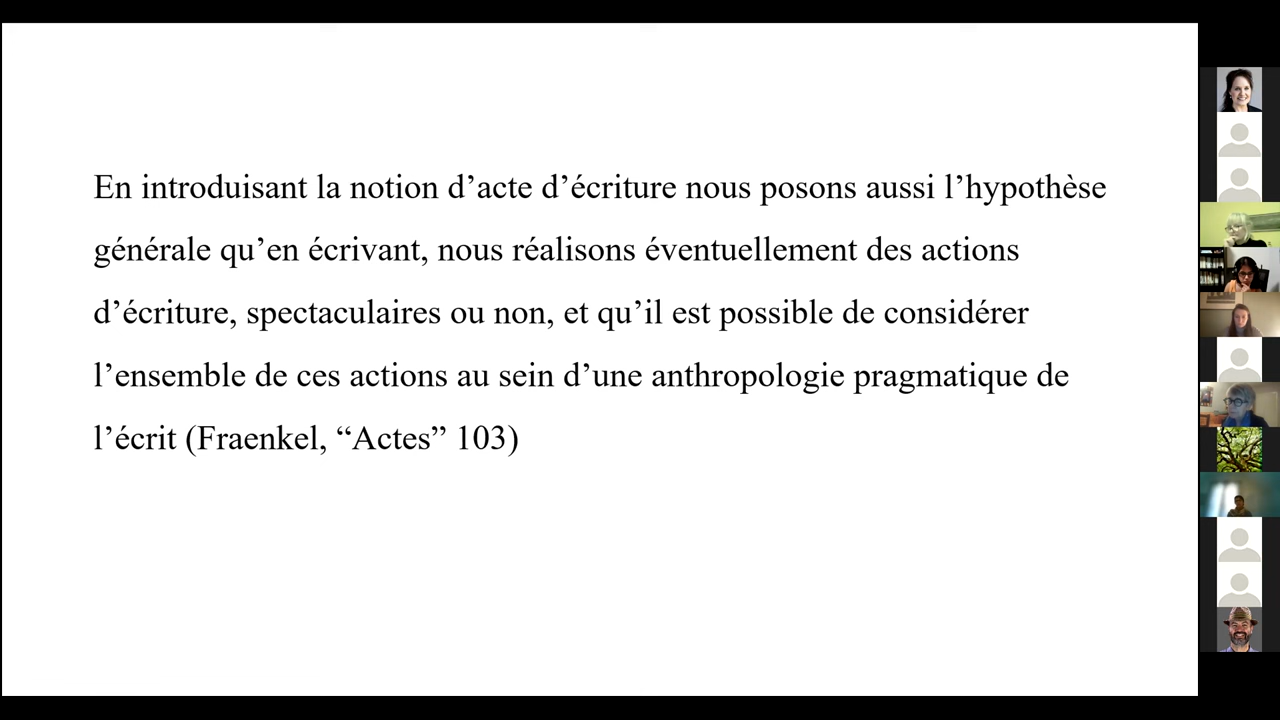 En introduisant la notion d’acte d’écriture nous posons aussi l’hypothèse
générale qu’en écrivant, nous réalisons éventuellement des actions
d’écriture, spectaculaires ou non, et qu’il est possible de considérer
l’ensemble de ces actions au sein d’une anthropologie pragmatique de
l’écrit (Fraenkel, “Actes” 103)